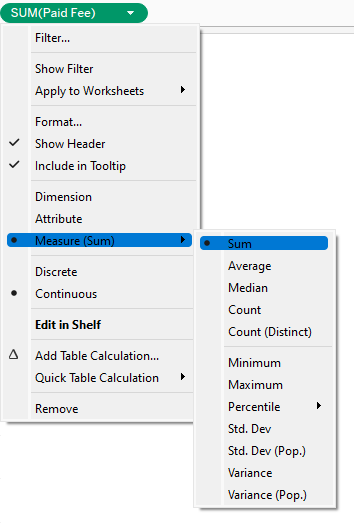 SUM(Paid Fee)
Filter...
Show Filter
Apply to Worksheets
Format...
Show Header
Include in Tooltip
Dimension
Attribute
Measure (Sum)
Discrete
Continuous
Edit in Shelf
Add Table Calculation...
Quick Table Calculation
Remove
Sum
Average
Median
Count
Count (Distinct)
Minimum
Maximum
Percentile
Std. Dev
Std. Dev (Pop.)
Variance
Variance (Pop.)